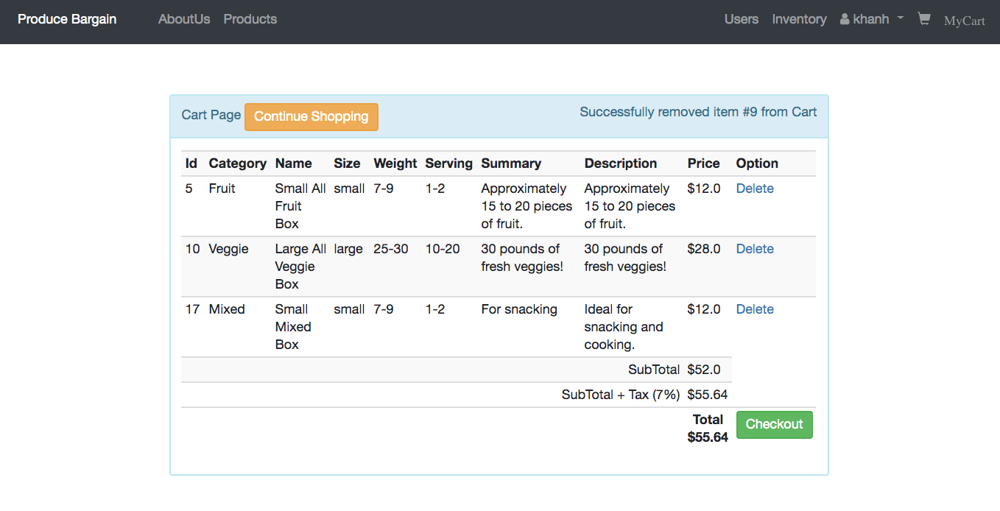 Produce Bargain AboutUs Products Users Inventory khanh MyCart
Cart Page Continue Shopping Successfully removed item #9 from Cart
Id Category Name Size Weight Serving Summary Description Price Option
5 Fruit Small All small 7-9 1-2 Approximately Approximately $12.0 Delete
Fruit 15 to 20 pieces 15 to 20 pieces
Box of fruit. of fruit.
10 Veggie Large All large 25-30 10-20 30 pounds of 30 pounds of $28.0 Delete
Veggie fresh veggies! fresh veggies!
Box
17 Mixed Small small 7-9 1-2 For snacking Ideal for $12.0 Delete
Mixed snacking and
Box cooking.
SubTotal $52.0
SubTotal + Tax (7%) $55.64
Total Checkout
$55.64